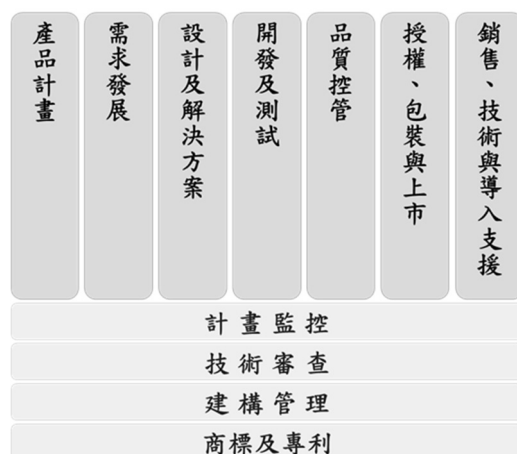 產品計畫
需求發展
設計及解決方案
開發及測試
品質控管
授權、包裝與上市
銷售、技術與導入支援
計畫監控
技術審查
建構管理
商標及專利